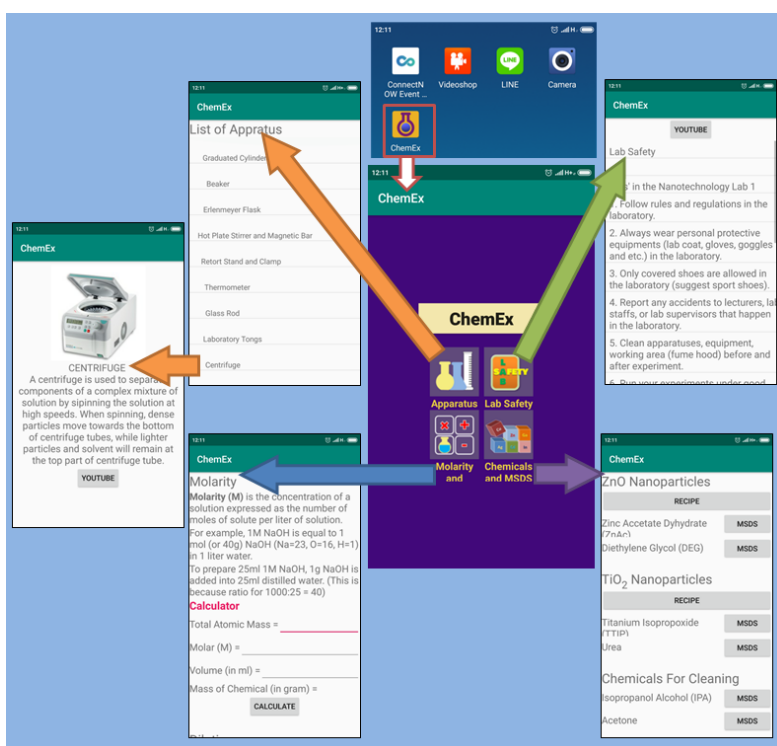 12:11
ConnectN
OW Event ...
Videoshop
LINE
Camera
ChemEx
12:11
ChemEx
ChemEx
Apparatus
Lab Safety
LAB
SAFETY
Molarity
and
Chemicals
and MSDS
12:11
ChemEx
List of Appratus
Graduated Cylinder
Beaker
Erlenmeyer Flask
Hot Plate Stirrer and Magnetic Bar
Retort Stand and Clamp
Thermometer
Glass Rod
Laboratory Tongs
Centrifuge
12:11
ChemEx
CENTRIFUGE
A centrifuge is used to separate
components of a complex mixture of
solution by sipinning the solution at
high speeds. When spinning, dense
particles move towards the bottom
of centrifuge tubes, while lighter
particles and solvent will remain at
the top part of centrifuge tube.
YOUTUBE
12:11
ChemEx
YOUTUBE
Lab Safety
in the Nanotechnology Lab 1
1. Follow rules and regulations in the
laboratory.
2. Always wear personal protective
equipments (lab coat, gloves, goggles
and etc.) in the laboratory.
3. Only covered shoes are allowed in
the laboratory (suggest sport shoes).
4. Report any accidents to lecturers, lab
staffs, or lab supervisors that happen
in the laboratory.
5. Clean apparatuses, equipment,
working area (fume hood) before and
after experiment.
6. Run your experiments under good
12:11
ChemEx
Molarity
Molarity (M) is the concentration of a
solution expressed as the number of
moles of solute per liter of solution.
For example, 1M NaOH is equal to 1
mol (or 40g) NaOH (Na=23, O=16, H=1)
in 1 liter water.
To prepare 25ml 1M NaOH, 1g NaOH is
added into 25ml distilled water. (This is
because ratio for 1000:25 = 40)
Calculator
Total Atomic Mass =
Molar (M) =
Volume (in ml) =
Mass of Chemical (in gram) =
CALCULATE
12:11
ChemEx
ZnO Nanoparticles
RECIPE
Zinc Accetate Dyhydrate
(ZnAc)
MSDS
Diethylene Glycol (DEG)
MSDS
TiO₂ Nanoparticles
RECIPE
Titanium Isopropoxide
(TTIP)
MSDS
Urea
MSDS
Chemicals For Cleaning
Isopropanol Alcohol (IPA)
MSDS
Acetone
MSDS